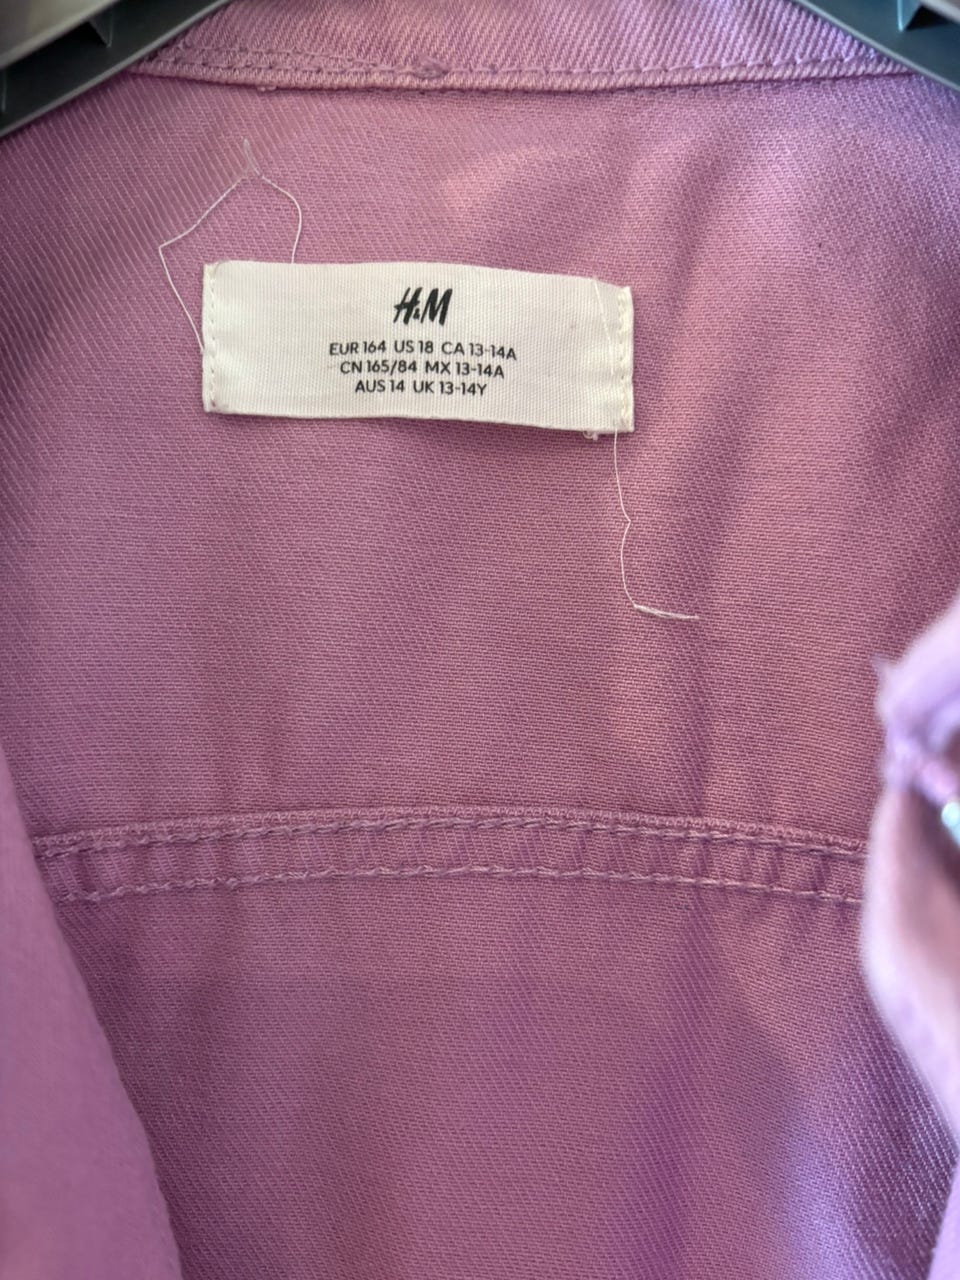 H&M
EUR 164 US 18 CA 13-14A
CN 165/84 MX 13-14A
AUS 14 UK 13-14Y